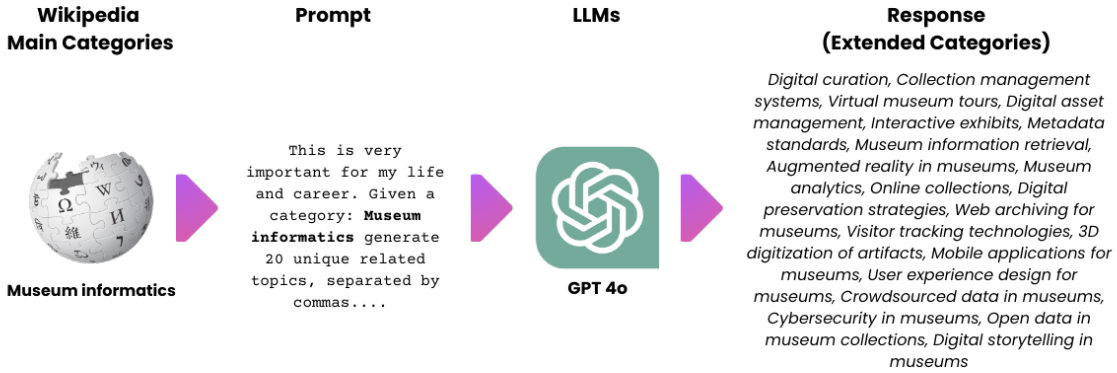 Wikipedia
Main Categories
Prompt
LLMs
Response
(Extended Categories)
Ω
W
И
維
Museum informatics
This is very
important for my life
and career. Given a
category: Museum
informatics generate
20 unique related
topics, separated by
commas....
GPT 4o
Digital curation, Collection management
systems, Virtual museum tours, Digital asset
management, Interactive exhibits, Metadata
standards, Museum information retrieval,
Augmented reality in museums, Museum
analytics, Online collections, Digital
preservation strategies, Web archiving for
museums, Visitor tracking technologies, 3D
digitization of artifacts, Mobile applications for
museums, User experience design for
museums, Crowdsourced data in museums,
Cybersecurity in museums, Open data in
museum collections, Digital storytelling in
museums